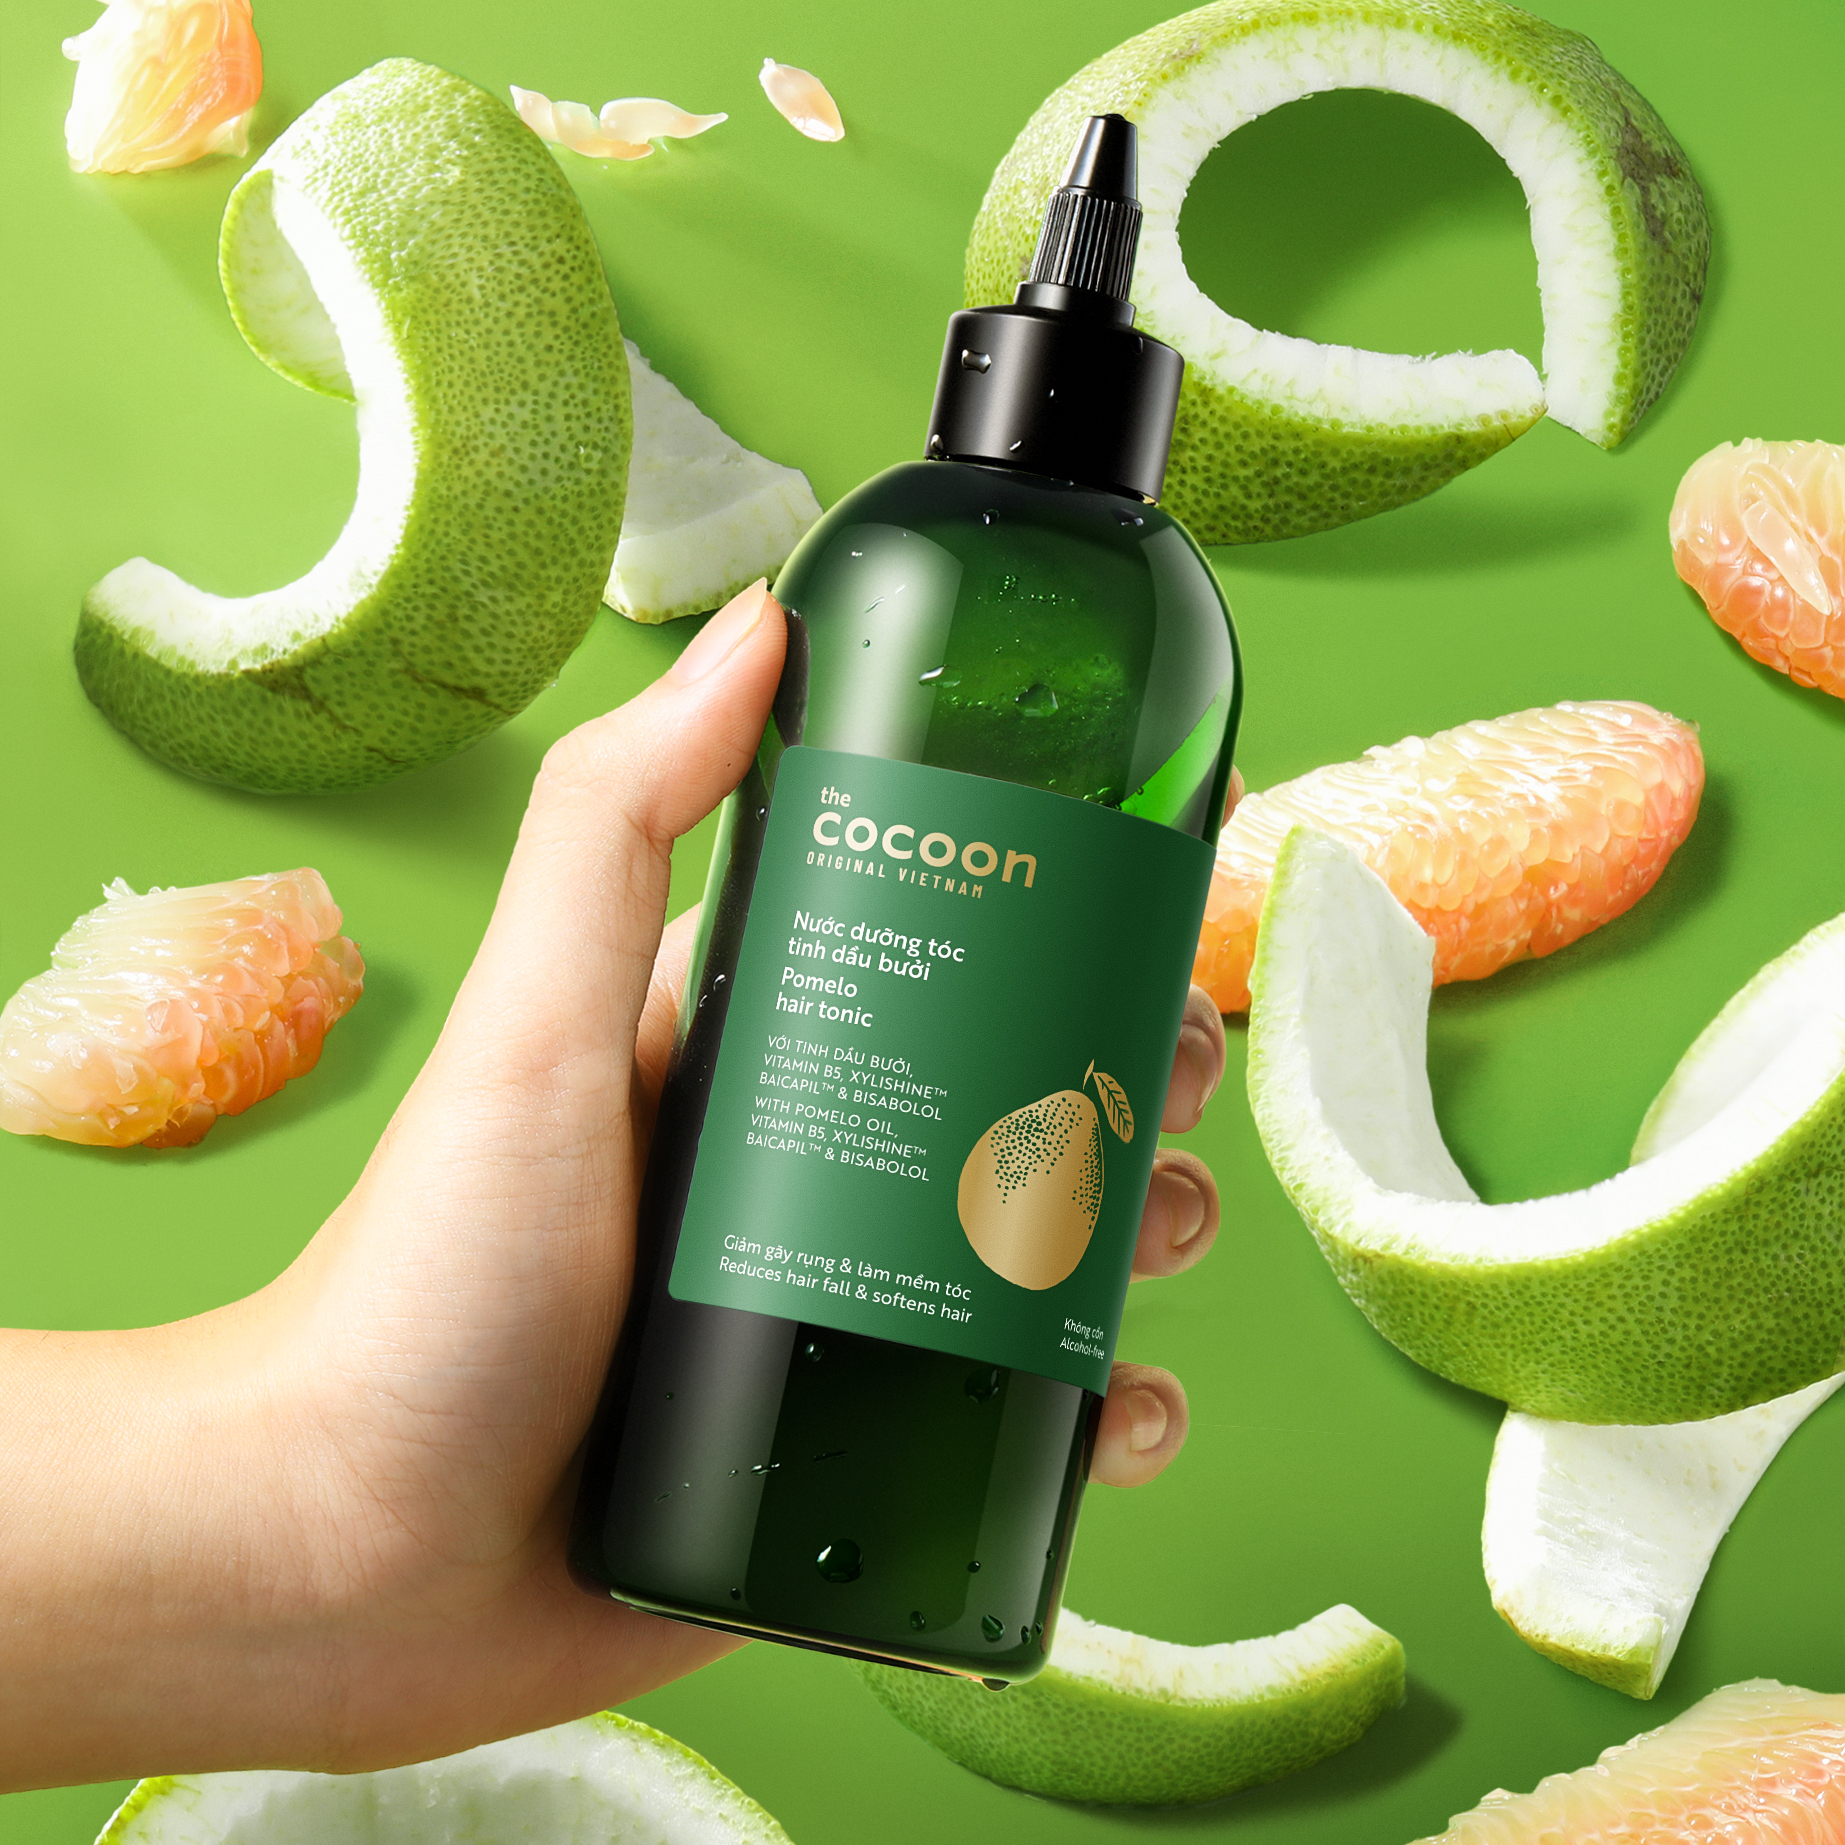 the
cocoon
ORIGINAL VIETNAM
Nước dưỡng tóc
tinh dầu bưởi
Pomelo
hair tonic
VỚI TINH DẦU BƯỞI,
VITAMIN B5, XYLISHINE™
BAICAPIL™ & BISABOLOL
WITH POMELO OIL,
VITAMIN B5, XYLISHINE™
BAICAPIL™ & BISABOLOL
Giảm gãy rụng & làm mềm tóc
Reduces hair fall & softens hair
Không cồn
Alcohol-free